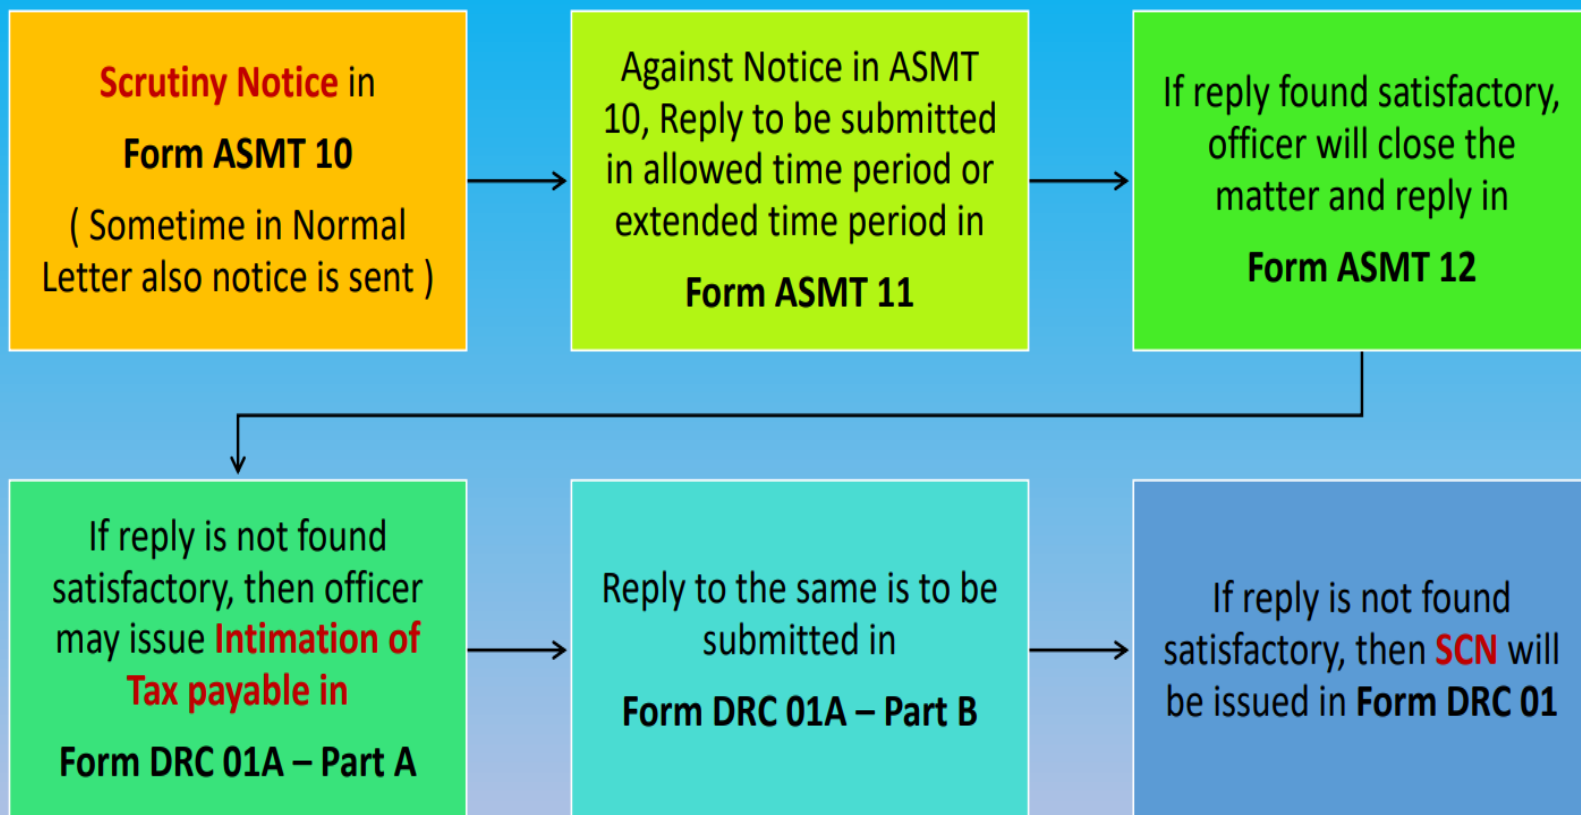 Scrutiny Notice in
Form ASMT 10
( Sometime in Normal
Letter also notice is sent )
Against Notice in ASMT
10, Reply to be submitted
in allowed time period or
extended time period in
Form ASMT 11
If reply found satisfactory,
officer will close the
matter and reply in
Form ASMT 12
If reply is not found
satisfactory, then officer
may issue Intimation of
Tax payable in
Form DRC 01A – Part A
Reply to the same is to be
submitted in
Form DRC 01A – Part B
If reply is not found
satisfactory, then SCN will
be issued in Form DRC 01